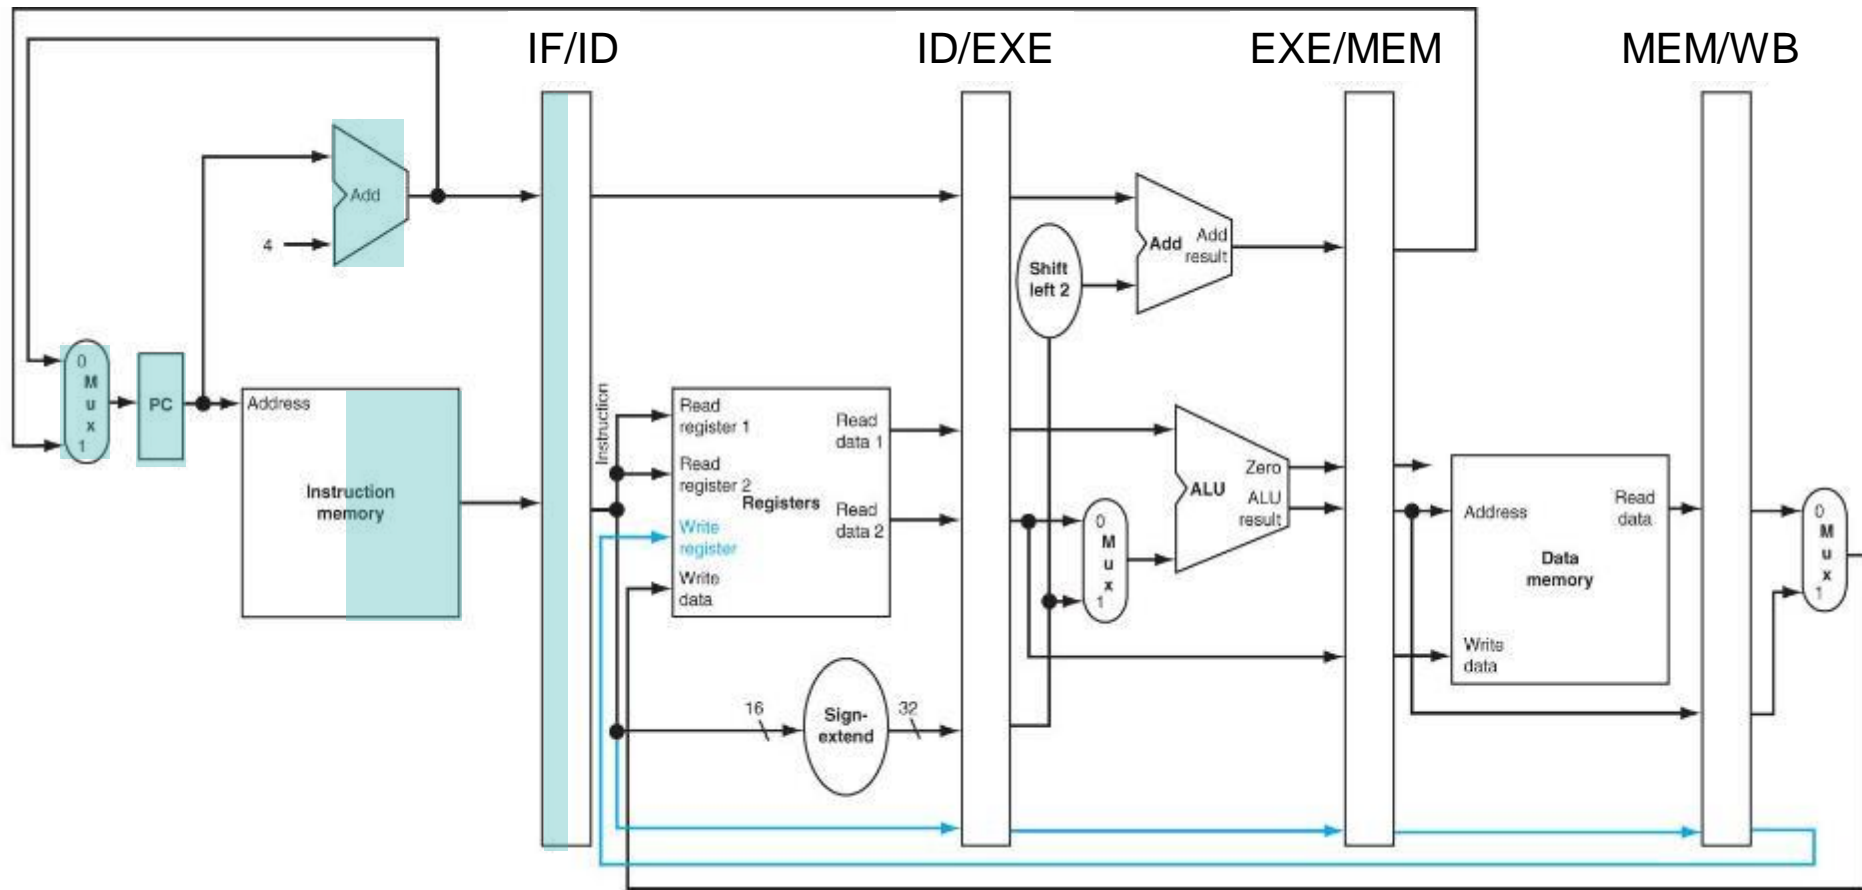 IF/ID
ID/EXE
EXE/MEM
MEM/WB
Add
4
Add
Add
result
Shift
left 2
0
M
u
x
1
PC
Address
Instruction
memory
Instruction
Read
register 1
Read
register 2
Write
register
Write
data
Registers
Read
data 1
Read
data 2
16
Sign-
extend
32
0
M
u
x
1
Zero
ALU
ALU
result
Address
Read
data
Data
memory
Write
data
0
M
u
x
1